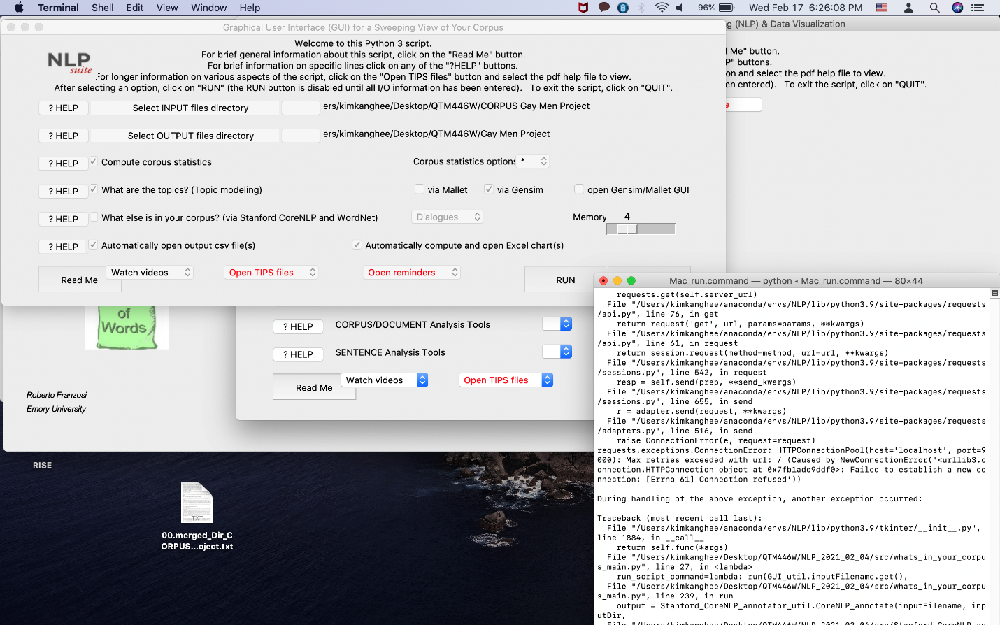 Terminal Shell Edit View Window Help
96% Wed Feb 17 6:26:08 PM
Graphical User Interface (GUI) for a Sweeping View of Your Corpus
g (NLP) & Data Visualization
NLP
suite
Welcome to this Python 3 script.
For brief general information about this script, click on the "Read Me" button.
For brief information on specific lines click on any of the "?HELP" buttons.
For longer information on various aspects of the script, click on the "Open TIPS files" button and select the pdf help file to view.
After selecting an option, click on "RUN" (the RUN button is disabled until all I/O information has been entered). To exit the script, click on "QUIT".
Me" button.
P" buttons.
on and select the pdf help file to view.
en entered). To exit the script, click on "QUIT".
e
? HELP Select INPUT files directory ers/kimkanghee/Desktop/QTM446W/CORPUS Gay Men Project
? HELP Select OUTPUT files directory ers/kimkanghee/Desktop/QTM446W/Gay Men Project
? HELP Compute corpus statistics Corpus statistics options *
? HELP What are the topics? (Topic modeling) via Mallet via Gensim open Gensim/Mallet GUI
? HELP What else is in your corpus? (via Stanford CoreNLP and WordNet) Dialogues Memory 4
? HELP Automatically open output csv file(s) Automatically compute and open Excel chart(s)
Read Me Watch videos Open TIPS files Open reminders RUN
of
Words
Roberto Franzosi
Emory University
? HELP CORPUS/DOCUMENT Analysis Tools
? HELP SENTENCE Analysis Tools
Read Me Watch videos Open TIPS files
RISE
TXT
00.merged_Dir_C
ORPUS...oject.txt
Mac_run.command — python ◂ Mac_run.command — 80×44
requests.get(self.server_url)
File "/Users/kimkanghee/anaconda/envs/NLP/lib/python3.9/site-packages/requests
/api.py", line 76, in get
return request('get', url, params=params, **kwargs)
File "/Users/kimkanghee/anaconda/envs/NLP/lib/python3.9/site-packages/requests
/api.py", line 61, in request
return session.request(method=method, url=url, **kwargs)
File "/Users/kimkanghee/anaconda/envs/NLP/lib/python3.9/site-packages/requests
/sessions.py", line 542, in request
resp = self.send(prep, **send_kwargs)
File "/Users/kimkanghee/anaconda/envs/NLP/lib/python3.9/site-packages/requests
/sessions.py", line 655, in send
r = adapter.send(request, **kwargs)
File "/Users/kimkanghee/anaconda/envs/NLP/lib/python3.9/site-packages/requests
/adapters.py", line 516, in send
raise ConnectionError(e, request=request)
requests.exceptions.ConnectionError: HTTPConnectionPool(host='localhost', port=9
000): Max retries exceeded with url: / (Caused by NewConnectionError('<urllib3.c
onnection.HTTPConnection object at 0x7fb1adc9ddf0>: Failed to establish a new co
nnection: [Errno 61] Connection refused'))
During handling of the above exception, another exception occurred:
Traceback (most recent call last):
File "/Users/kimkanghee/anaconda/envs/NLP/lib/python3.9/tkinter/__init__.py",
line 1884, in __call__
return self.func(*args)
File "/Users/kimkanghee/Desktop/QTM446W/NLP_2021_02_04/src/whats_in_your_corpu
s_main.py", line 27, in <lambda>
run_script_command=lambda: run(GUI_util.inputFilename.get(),
File "/Users/kimkanghee/Desktop/QTM446W/NLP_2021_02_04/src/whats_in_your_corpu
s_main.py", line 239, in run
output = Stanford_CoreNLP_annotator_util.CoreNLP_annotate(inputFilename, inp
utDir,